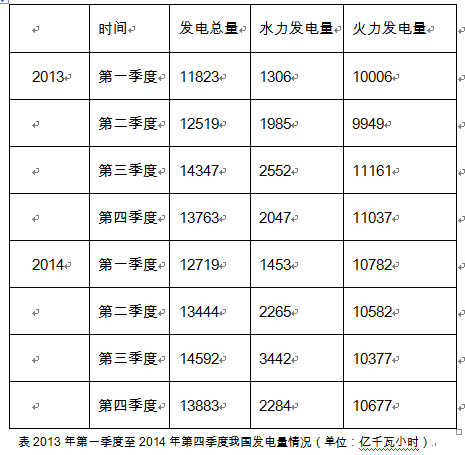 时间 发电总量 水力发电量 火力发电量
2013 第一季度 11823 1306 10006
第二季度 12519 1985 9949
第三季度 14347 2552 11161
第四季度 13763 2047 11037
2014 第一季度 12719 1453 10782
第二季度 13444 2265 10582
第三季度 14592 3442 10377
第四季度 13883 2284 10677
表 2013 年第一季度至 2014 年第四季度我国发电量情况（单位：亿千瓦小时）